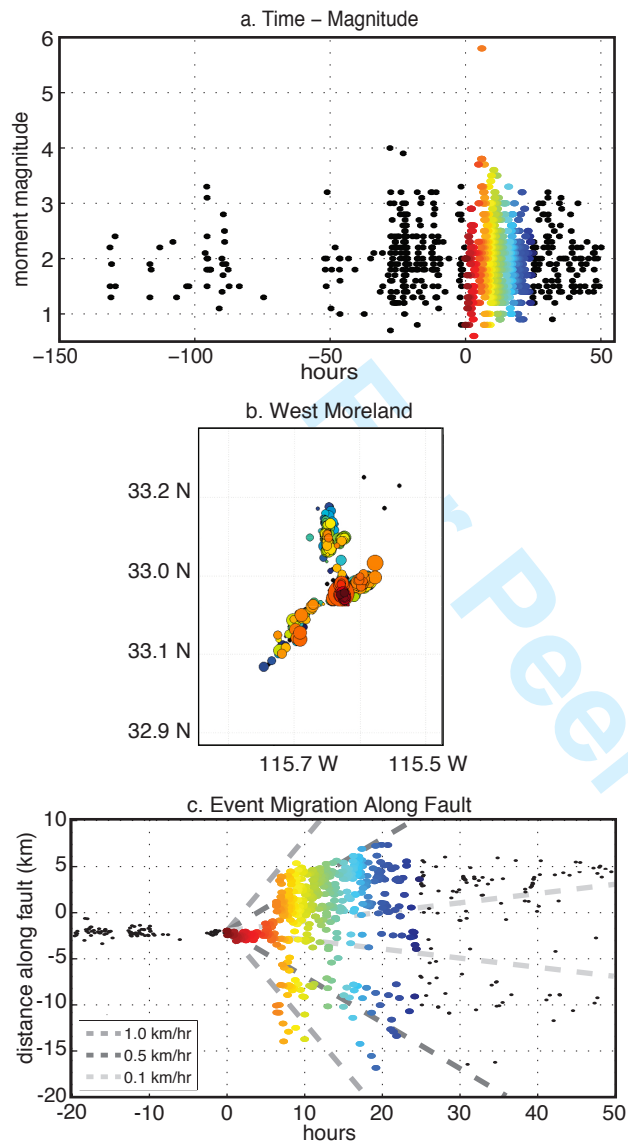 a. Time – Magnitude
6
5
4
3
2
1
moment magnitude
−150
−100
−50
0
50
hours
b. West Moreland
33.2 N
33.0 N
33.1 N
32.9 N
115.7 W
115.5 W
c. Event Migration Along Fault
10
5
0
-5
-10
-15
-20
distance along fault (km)
1.0 km/hr
0.5 km/hr
0.1 km/hr
-20
-10
0
10
20
30
40
50
hours
r Peer